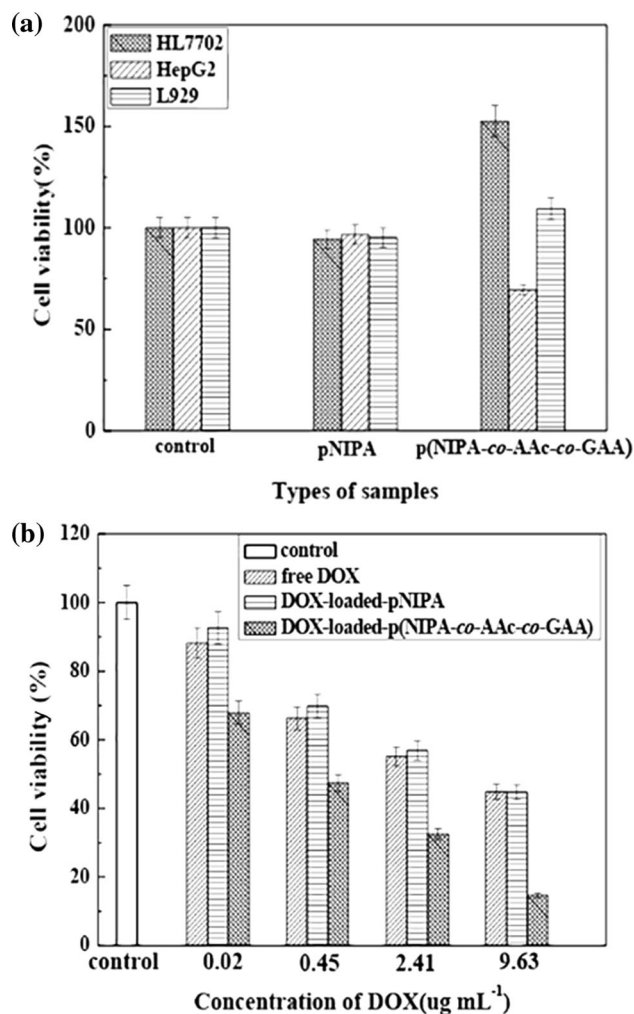 (a)
200
150
100
50
0
Cell viability(%)
HL7702
HepG2
L929
control pNIPA p(NIPA-co-AAc-co-GAA)
Types of samples
(b)
120
100
80
60
40
20
0
Cell viability (%)
control
free DOX
DOX-loaded-pNIPA
DOX-loaded-p(NIPA-co-AAc-co-GAA)
control 0.02 0.45 2.41 9.63
Concentration of DOX(ug mL⁻¹)